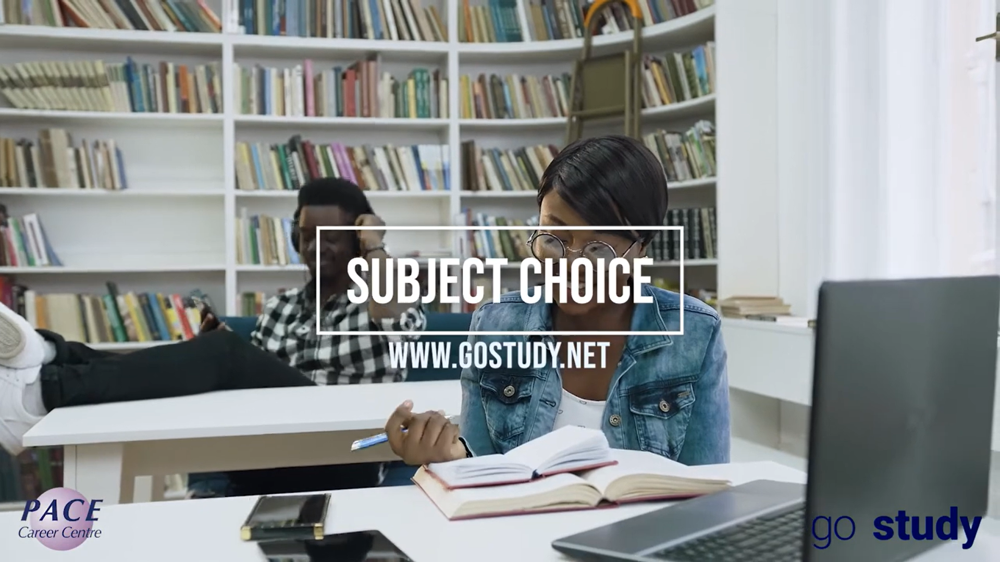 SUBJECT CHOICE
WWW.GOSTUDY.NET
PACE
Career Centre
go study